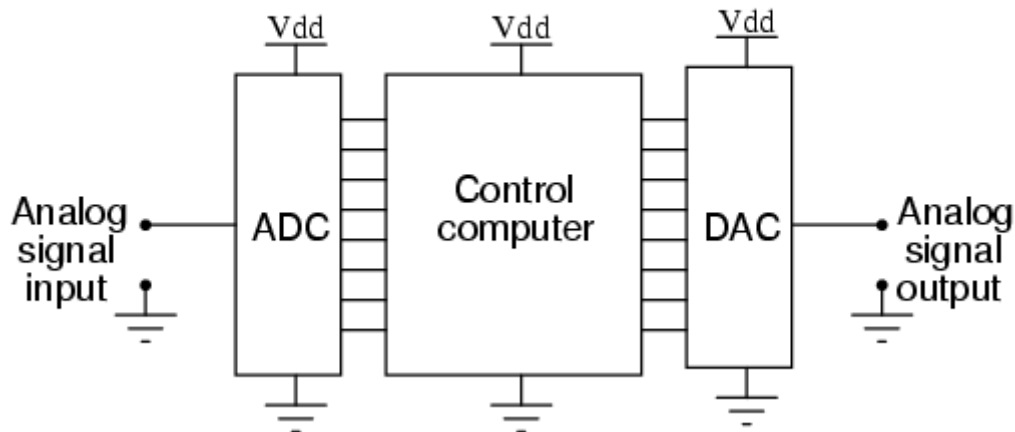 Vdd
Vdd
Vdd
Analog
signal
input
ADC
Control
computer
DAC
Analog
signal
output